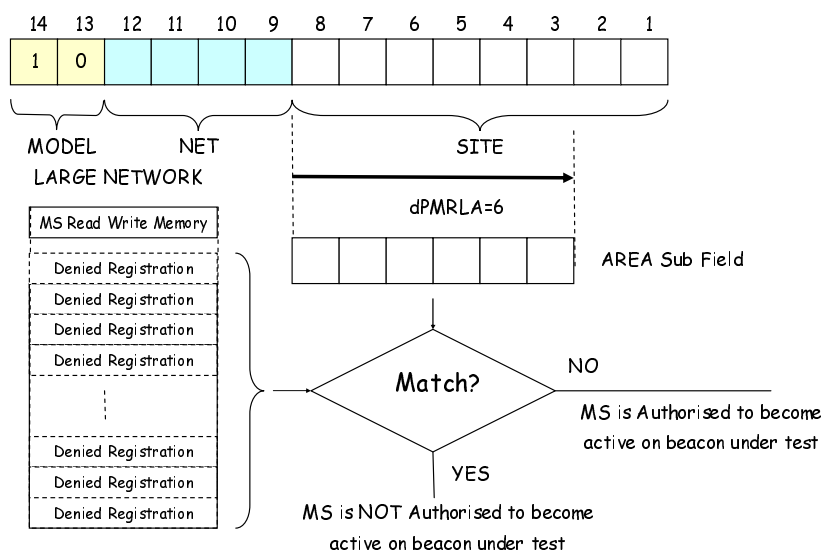 14 13 12 11 10 9 8 7 6 5 4 3 2 1
1 0
MODEL NET SITE
LARGE NETWORK
dPMRLA=6
MS Read Write Memory
AREA Sub Field
Denied Registration
Denied Registration
Denied Registration
Denied Registration
Match?
NO
MS is Authorised to become
active on beacon under test
Denied Registration
Denied Registration
Denied Registration
YES
MS is NOT Authorised to become
active on beacon under test